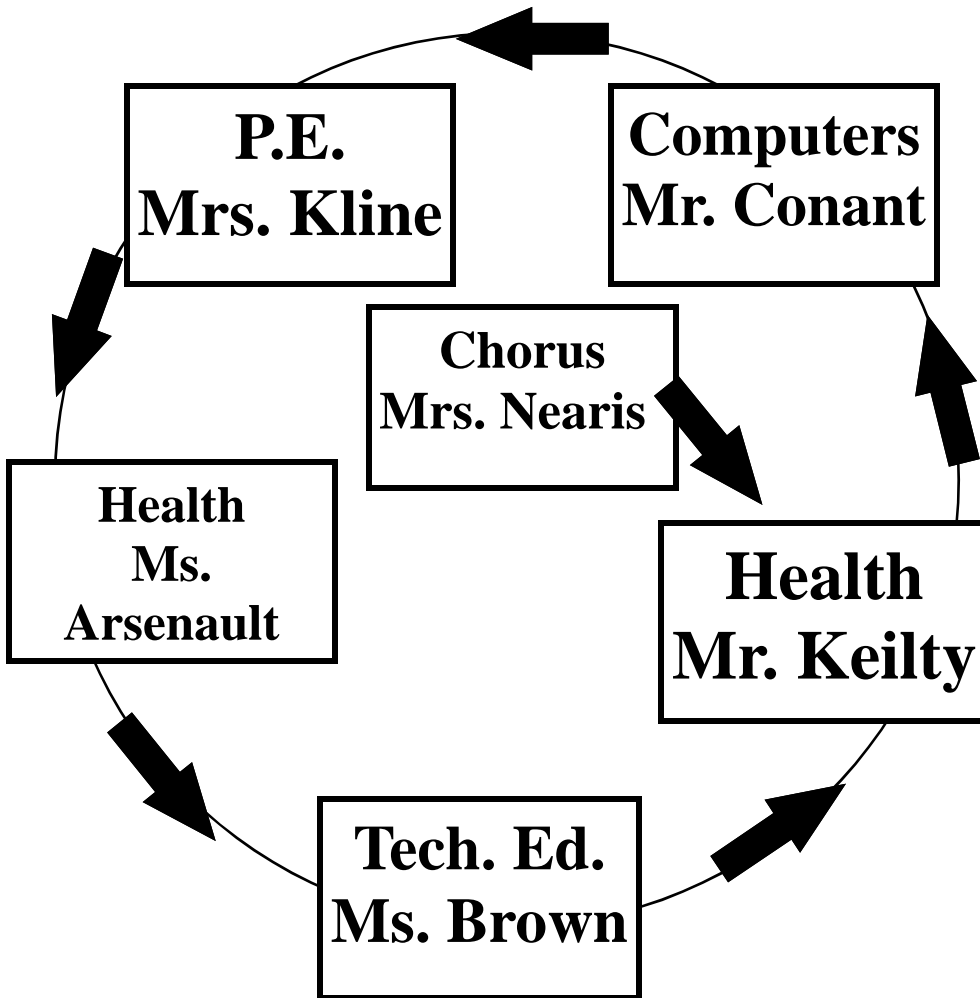 P.E.
Mrs. Kline
Computers
Mr. Conant
Chorus
Mrs. Nearis
Health
Ms.
Arsenault
Health
Mr. Keilty
Tech. Ed.
Ms. Brown